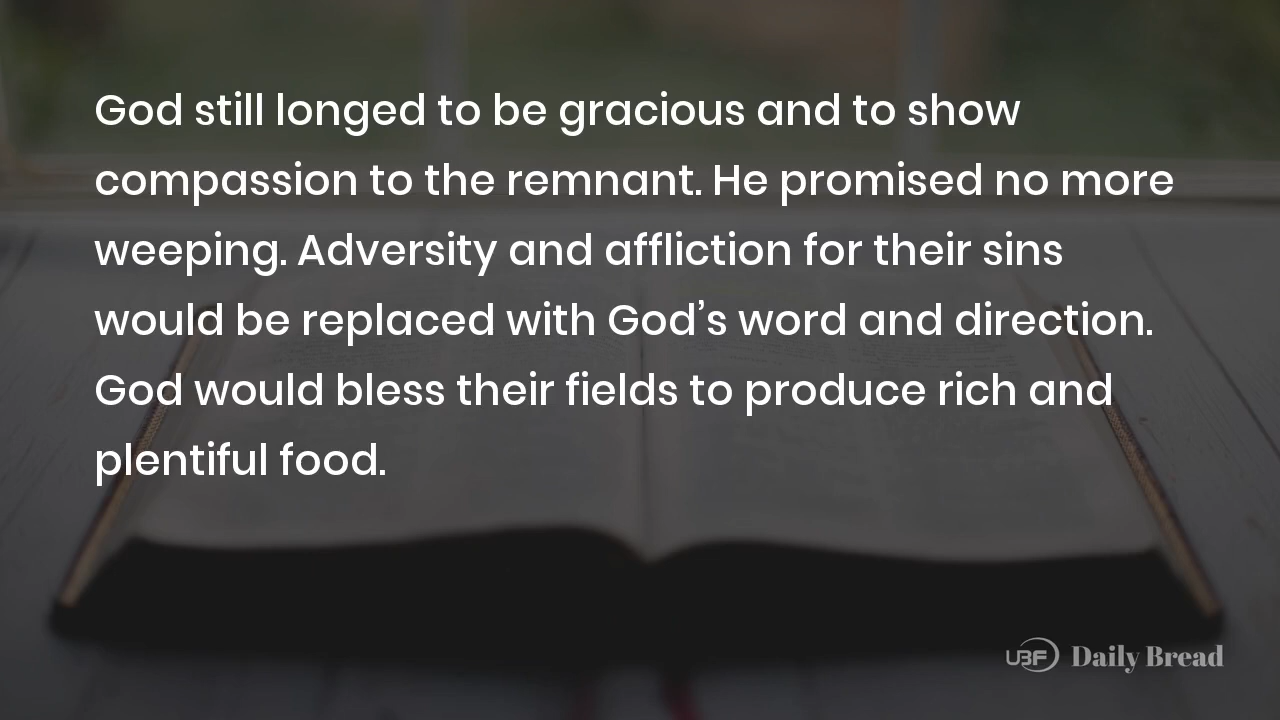 God still longed to be gracious and to show
compassion to the remnant. He promised no more
weeping. Adversity and affliction for their sins
would be replaced with God’s word and direction.
God would bless their fields to produce rich and
plentiful food.
UBF Daily Bread